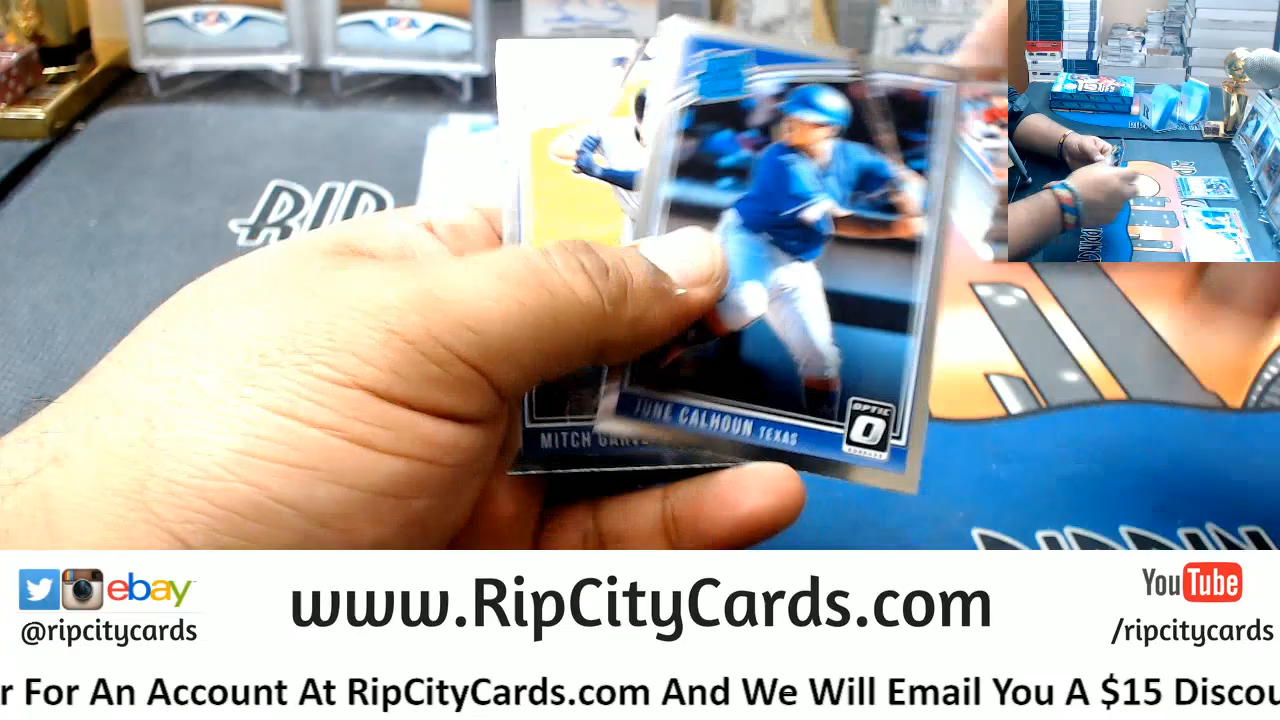 RIP
JUNE CALHOUN TEXAS
OPTIC
MITCH
ebay
@ripcitycards
www.RipCityCards.com
YouTube
/ripcitycards
r For An Account At RipCityCards.com And We Will Email You A $15 Discou